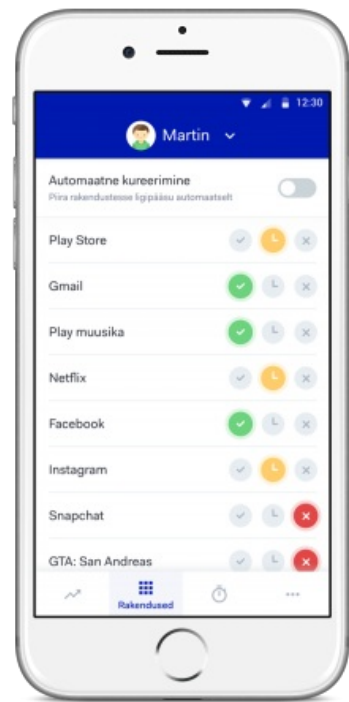 12:30
Martin
Automaatne kureerimine
Piira rakendustesse ligipääsu automaatselt
Play Store
Gmail
Play muusika
Netflix
Facebook
Instagram
Snapchat
GTA: San Andreas
Rakendused